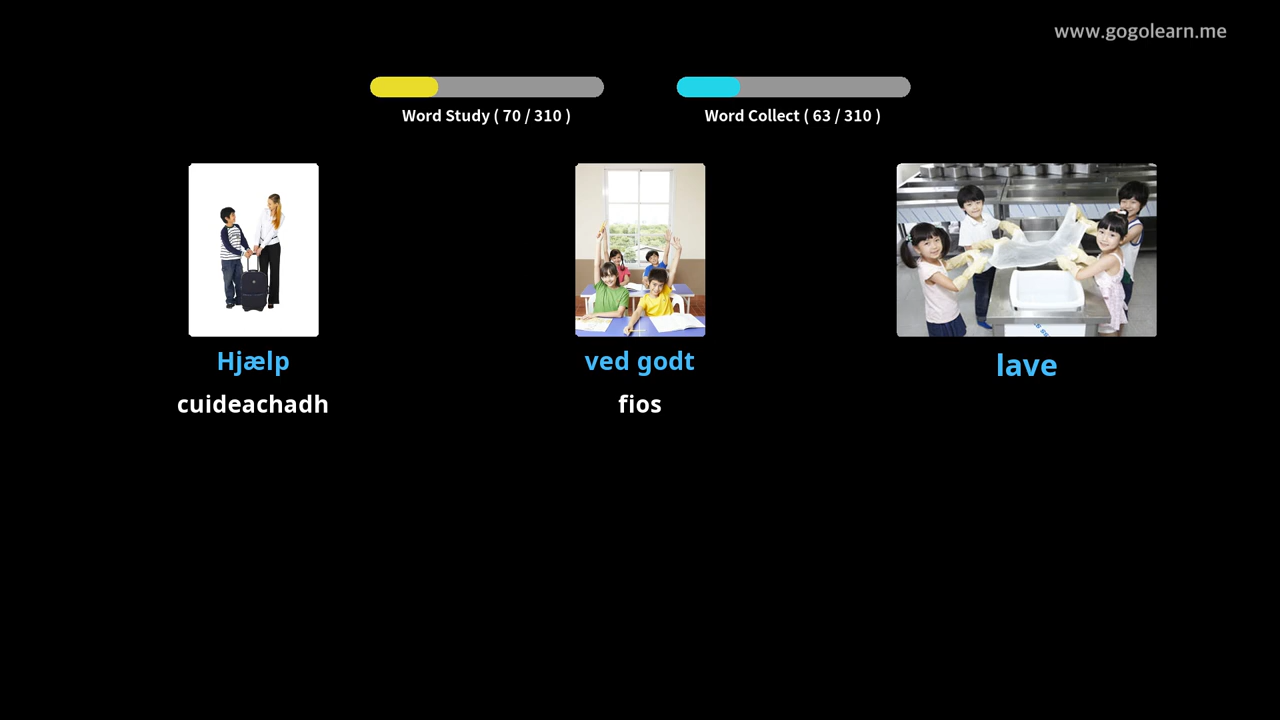 www.gogolearn.me
Word Study ( 70 / 310 )
Word Collect ( 63 / 310 )
Hjælp
cuideachadh
ved godt
fios
lave